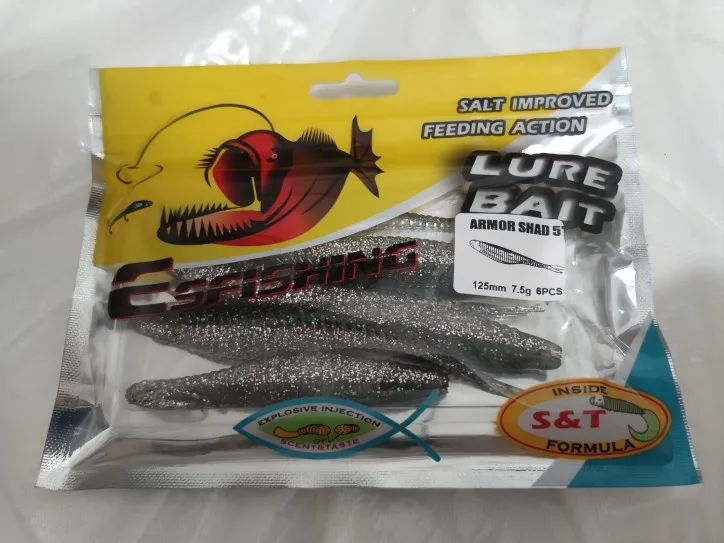 SALT IMPROVED
FEEDING ACTION
LURE
BAIT
ARMOR SHAD 5"
125mm 7.5g 6PCS
ESFISHING
EXPLOSIVE INJECTION
OF
SCENT&TASTE
INSIDE
S&T
FORMULA